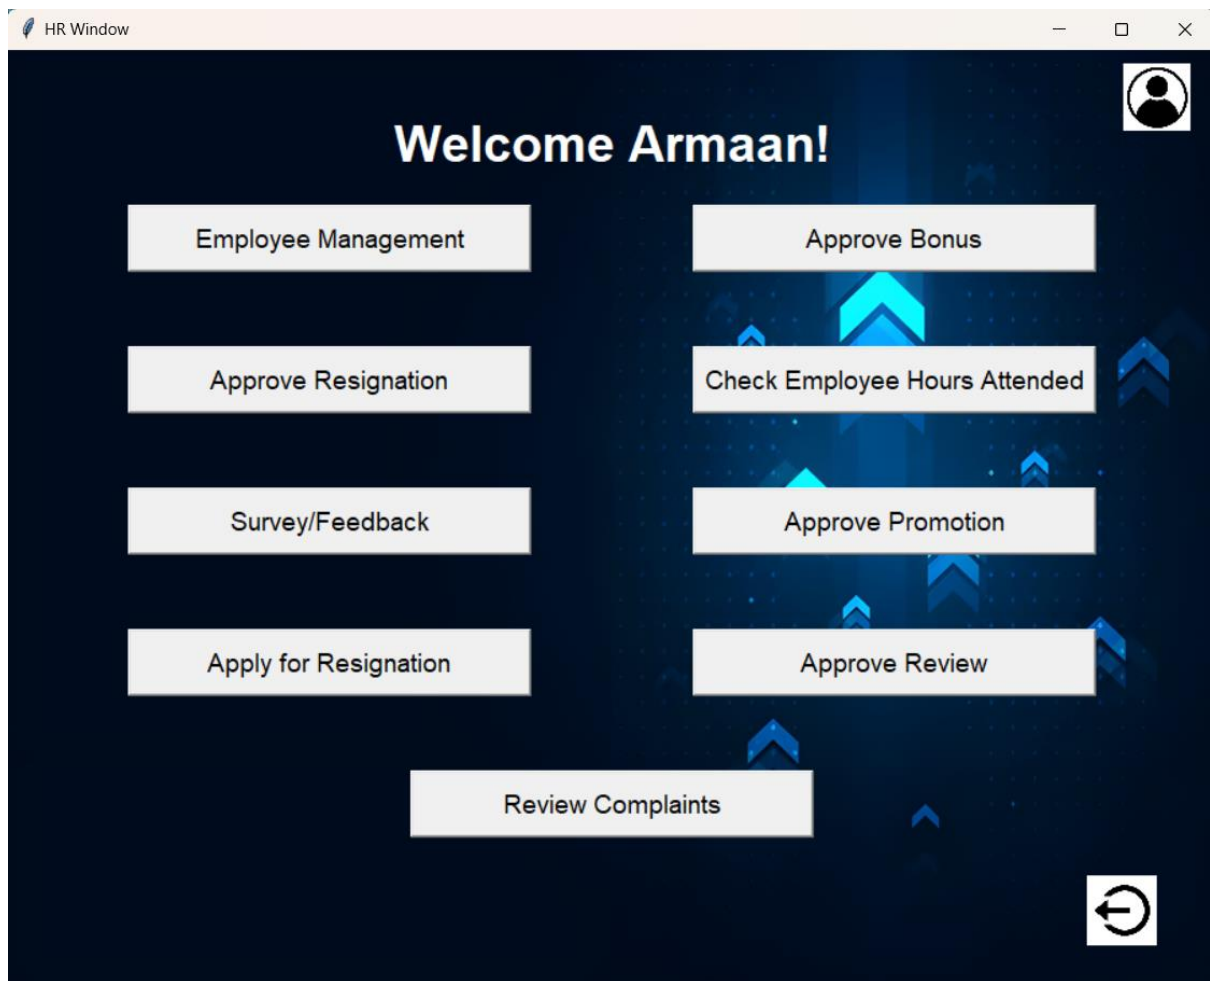 HR Window
Welcome Armaan!
Employee Management
Approve Bonus
Approve Resignation
Check Employee Hours Attended
Survey/Feedback
Approve Promotion
Apply for Resignation
Approve Review
Review Complaints